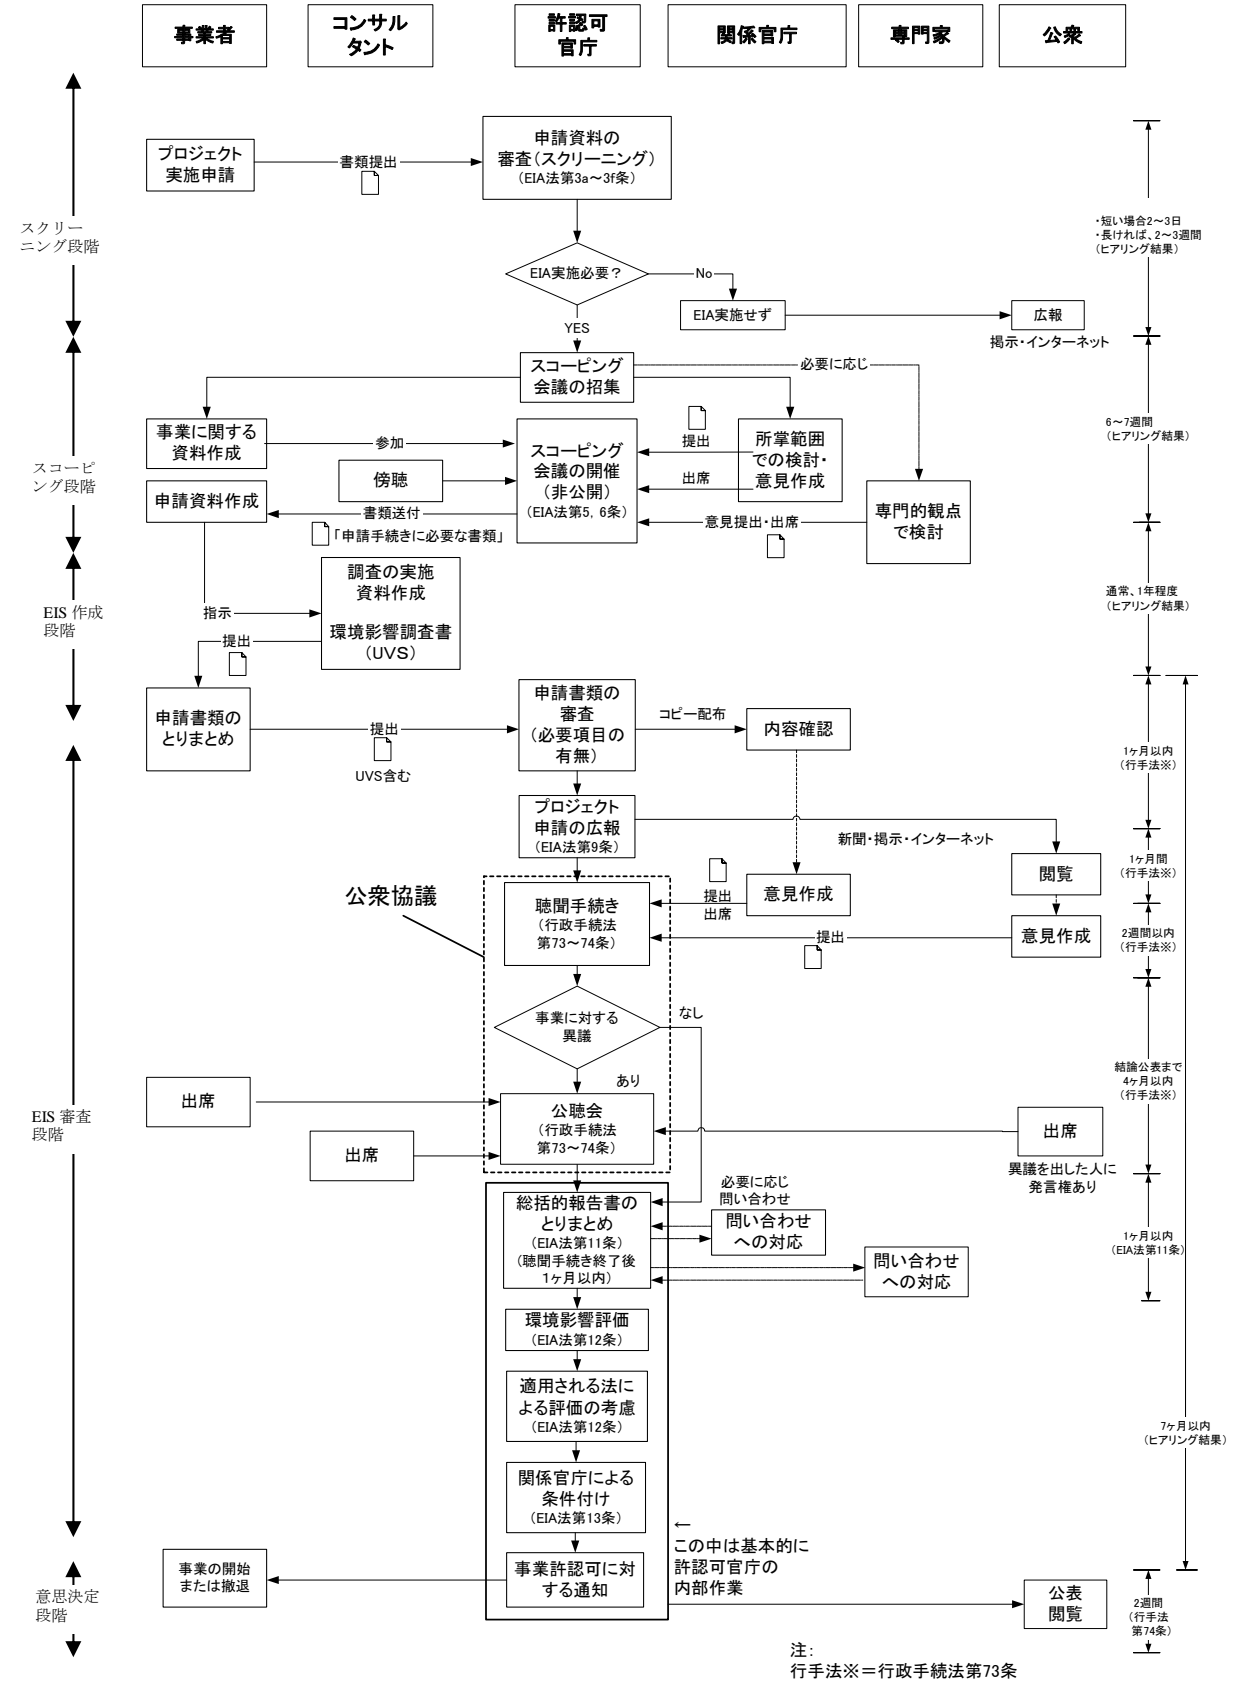 事業者
コンサル
タント
許認可
官庁
関係官庁
専門家
公衆
スクリー
ニング段階
プロジェクト
実施申請
書類提出
申請資料の
審査（スクリーニング）
（EIA法第3a～3f条）
・短い場合2～3日
・長ければ、2～3週間
（ヒアリング結果）
EIA実施必要？
No
EIA実施せず
広報
掲示・インターネット
YES
スコーピ
ング段階
スコーピング
会議の招集
必要に応じ
事業に関する
資料作成
参加
傍聴
スコーピング
会議の開催
（非公開）
（EIA法第5，6条）
提出
出席
所掌範囲
での検討・
意見作成
6～7週間
（ヒアリング結果）
申請資料作成
書類送付
「申請手続きに必要な書類」
意見提出・出席
専門的観点
で検討
EIS 作成
段階
指示
調査の実施
資料作成
環境影響調査書
（UVS）
提出
通常、1年程度
（ヒアリング結果）
申請書類の
とりまとめ
提出
UVS含む
申請書類の
審査
（必要項目の
有無）
コピー配布
内容確認
1ヶ月以内
（行手法※）
プロジェクト
申請の広報
（EIA法第9条）
新聞・掲示・インターネット
閲覧
1ヶ月間
（行手法※）
公衆協議
聴聞手続き
（行政手続法
第73～74条）
提出
出席
意見作成
提出
意見作成
2週間以内
（行手法※）
事業に対する
異議
なし
あり
EIS 審査
段階
出席
出席
公聴会
（行政手続法
第73～74条）
出席
異議を出した人に
発言権あり
結論公表まで
4ヶ月以内
（行手法※）
総括的報告書の
とりまとめ
（EIA法第11条）
（聴聞手続き終了後
1ヶ月以内）
必要に応じ
問い合わせ
問い合わせ
への対応
問い合わせ
への対応
1ヶ月以内
（EIA法第11条）
環境影響評価
（EIA法第12条）
適用される法に
よる評価の考慮
（EIA法第12条）
7ヶ月以内
（ヒアリング結果）
関係官庁による
条件付け
（EIA法第13条）
←
この中は基本的に
許認可官庁の
内部作業
意思決定
段階
事業の開始
または撤退
事業許認可に対
する通知
公表
閲覧
2週間
（行手法
第74条）
注：
行手法※＝行政手続法第73条